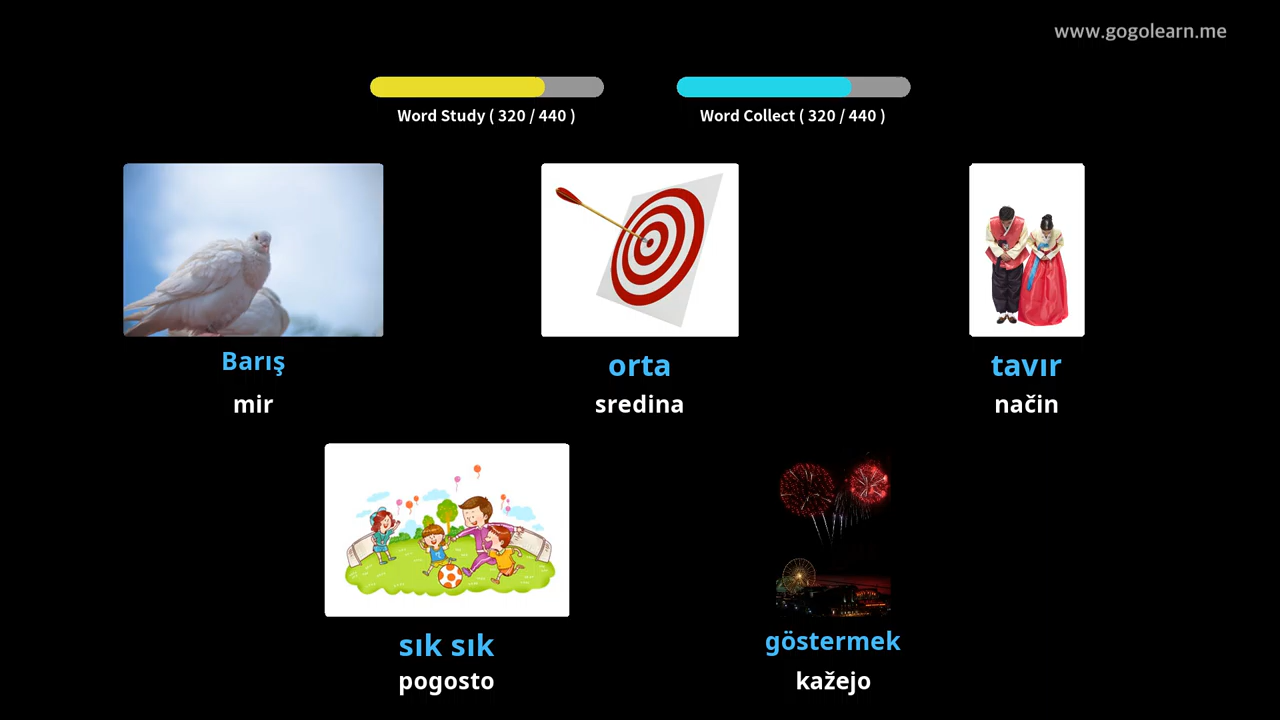 www.gogolearn.me
Word Study ( 320 / 440 )
Word Collect ( 320 / 440 )
Barış
mir
orta
sredina
tavır
način
sık sık
pogosto
göstermek
kažejo